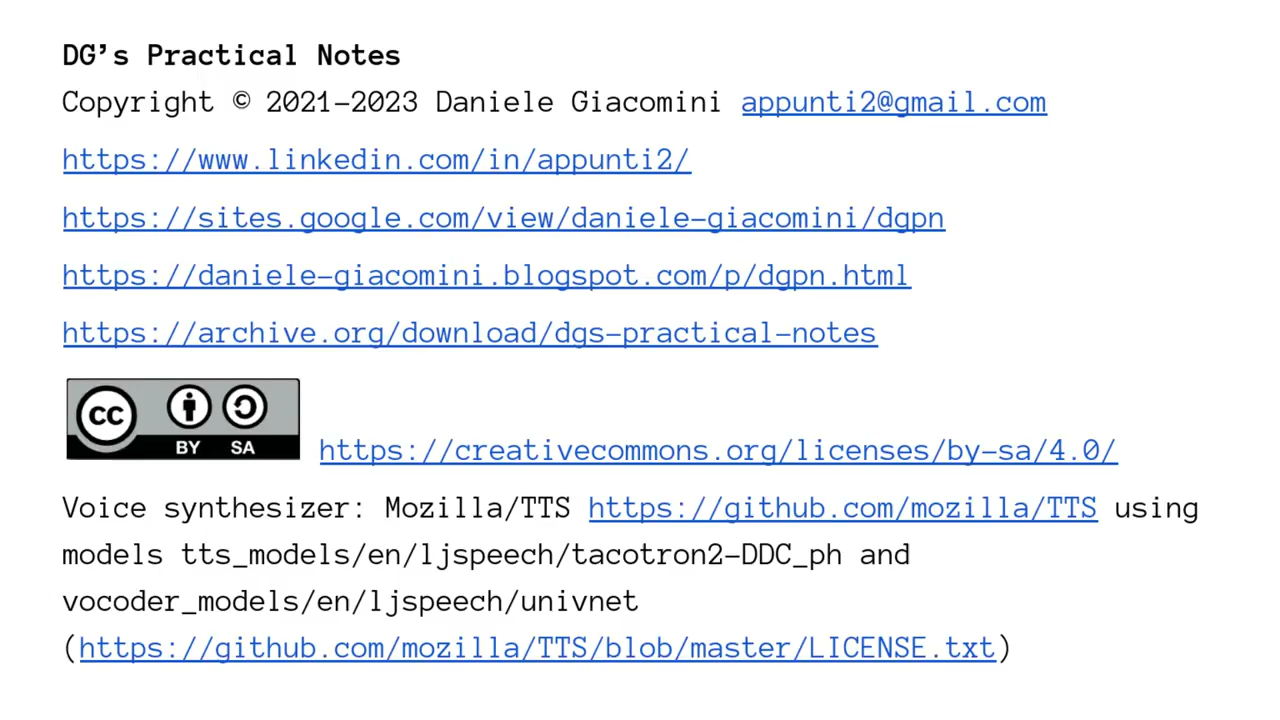 DG’s Practical Notes
Copyright © 2021-2023 Daniele Giacomini appunti2@gmail.com
https://www.linkedin.com/in/appunti2/
https://sites.google.com/view/daniele-giacomini/dgpn
https://daniele-giacomini.blogspot.com/p/dgpn.html
https://archive.org/download/dgs-practical-notes
CC BY SA https://creativecommons.org/licenses/by-sa/4.0/
Voice synthesizer: Mozilla/TTS https://github.com/mozilla/TTS using
models tts_models/en/ljspeech/tacotron2-DDC_ph and
vocoder_models/en/ljspeech/univnet
(https://github.com/mozilla/TTS/blob/master/LICENSE.txt)